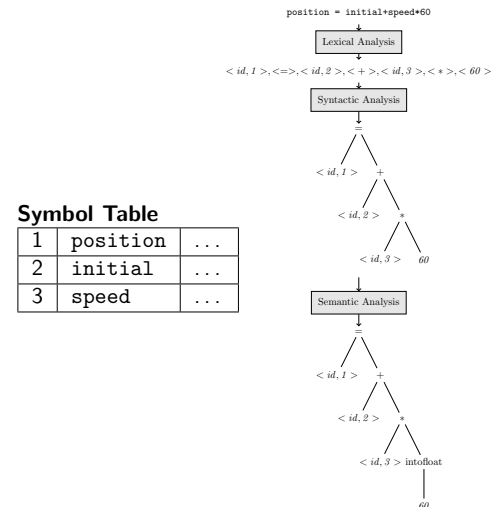 position = initial+speed*60
Lexical Analysis
< id, 1 >,<=>,< id, 2 >,< + >,< id, 3 >,< * >,< 60 >
Syntactic Analysis
=
< id, 1 > +
< id, 2 > *
< id, 3 > 60
Symbol Table
1 position ...
2 initial ...
3 speed ...
Semantic Analysis
=
< id, 1 > +
< id, 2 > *
< id, 3 > intofloat
60